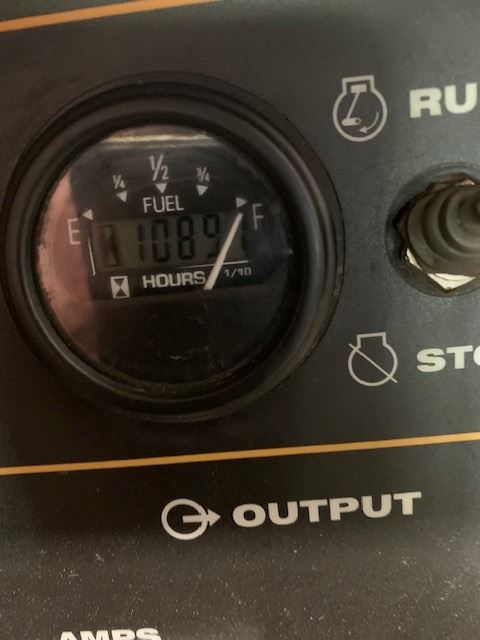 RU
1/4 1/2 3/4
FUEL
E F
1089
HOURS 1/10
STO
OUTPUT
AMPS